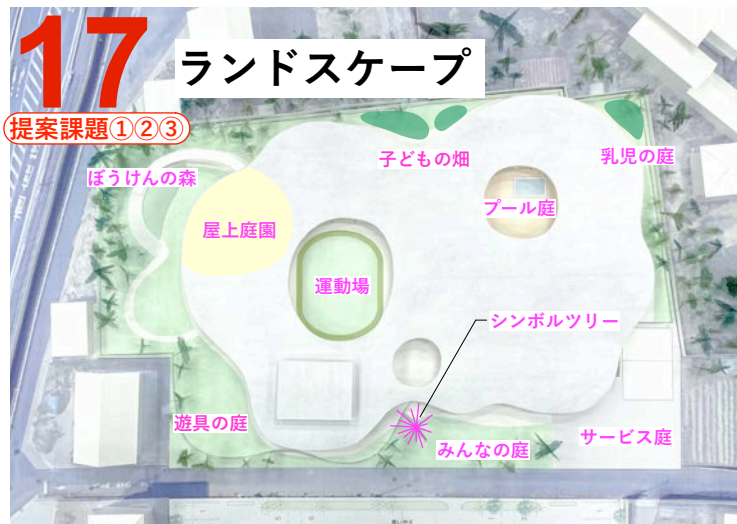 17
ランドスケープ
提案課題①②③
子どもの畑
乳児の庭
ぼうけんの森
プール庭
屋上庭園
運動場
シンボルツリー
遊具の庭
みんなの庭
サービス庭